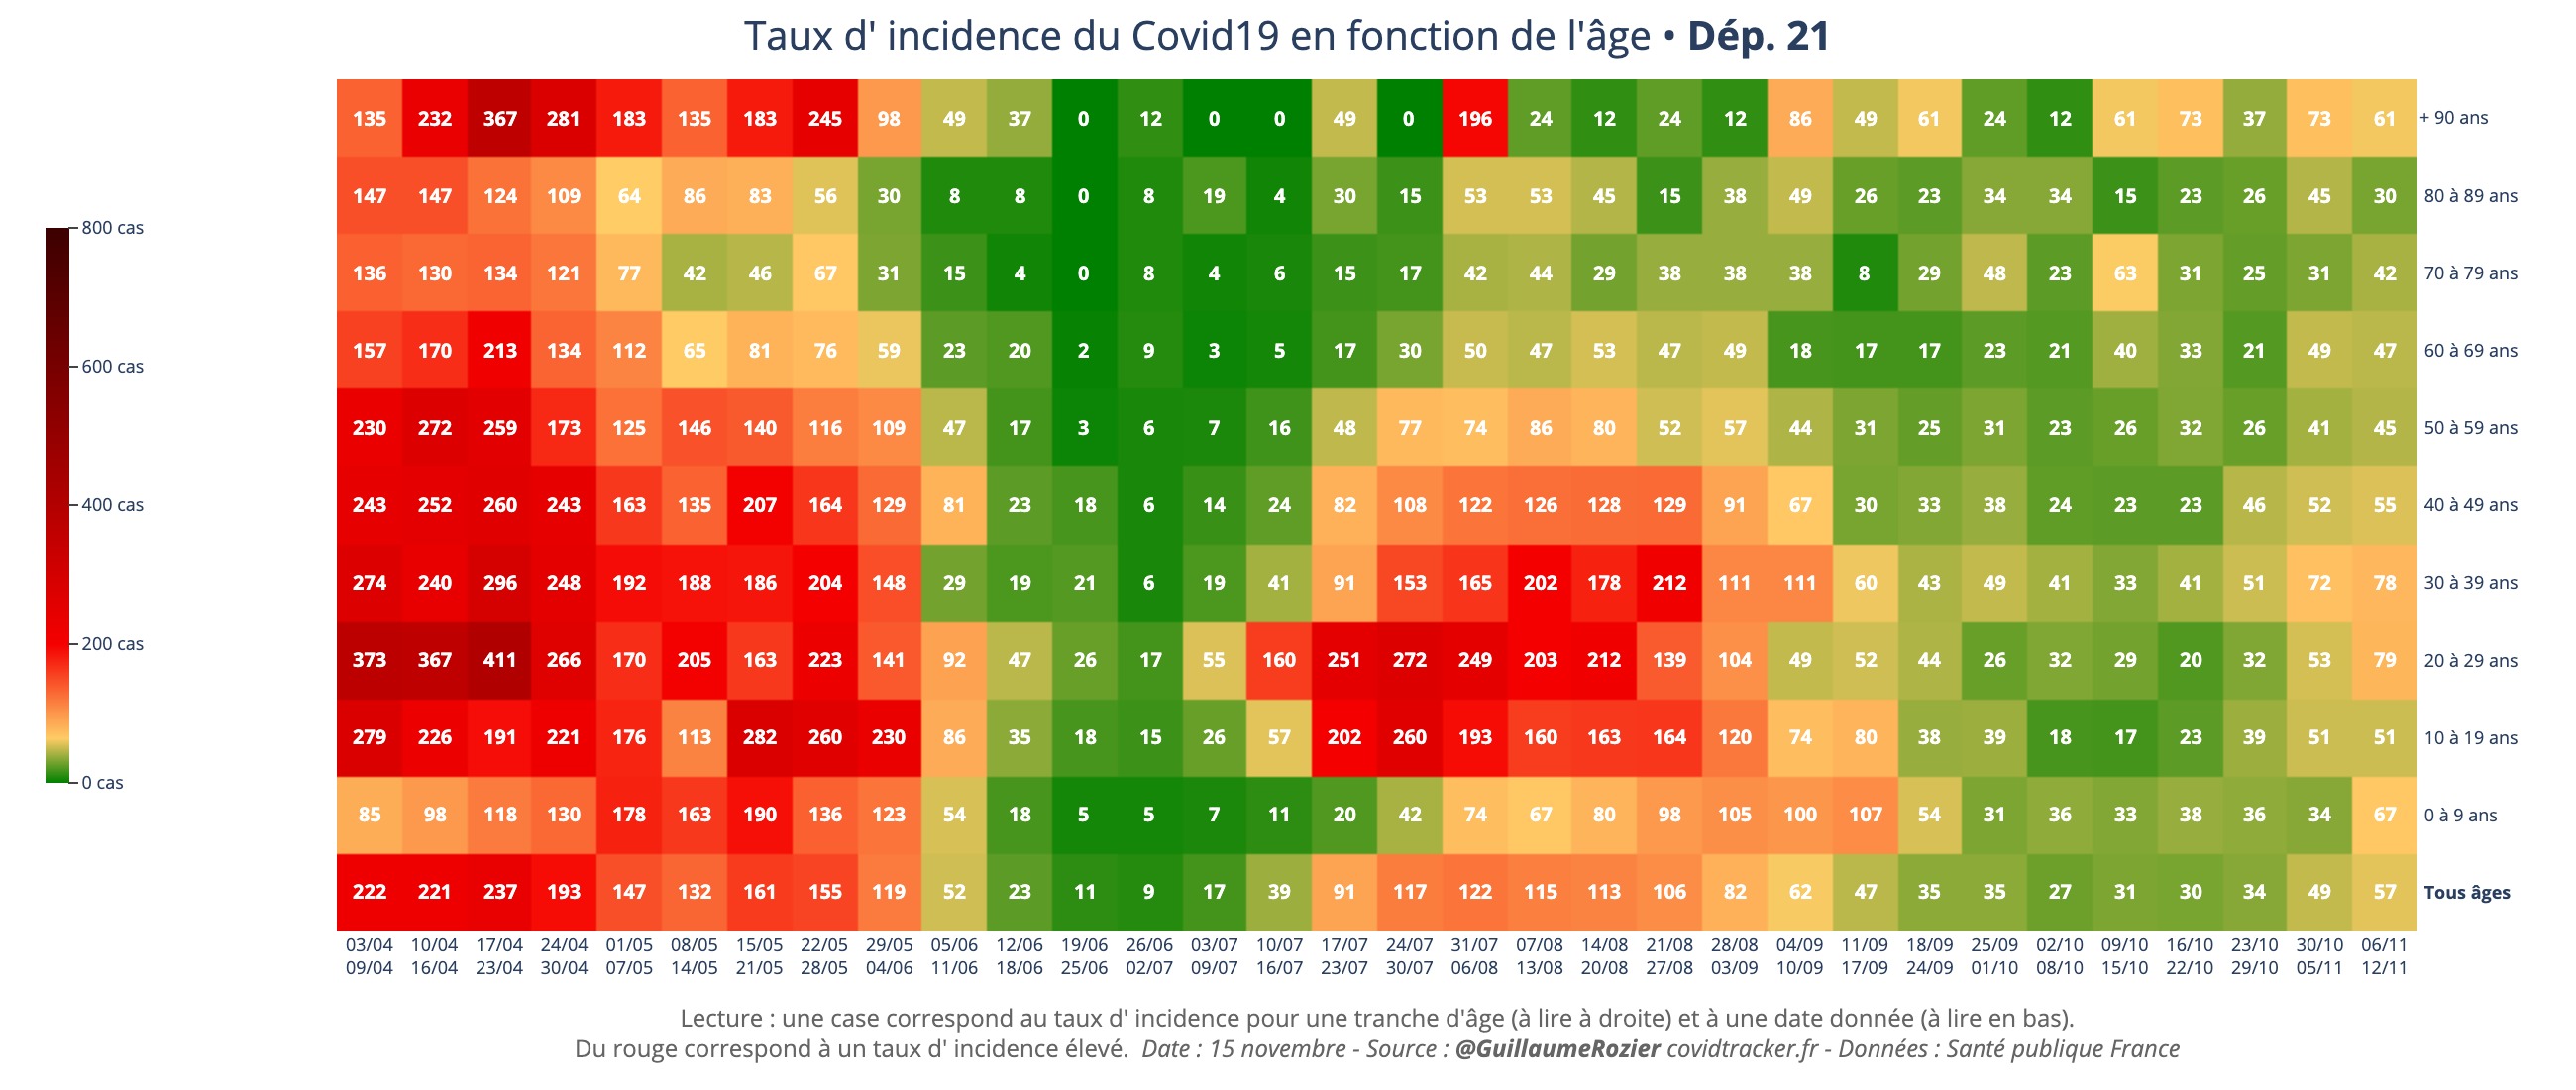 Taux d' incidence du Covid19 en fonction de l'âge • Dép. 21
800 cas
600 cas
400 cas
200 cas
0 cas
135 232 367 281 183 135 183 245 98 49 37 0 12 0 0 49 0 196 24 12 24 12 86 49 61 24 12 61 73 37 73 61 + 90 ans
147 147 124 109 64 86 83 56 30 8 8 0 8 19 4 30 15 53 53 45 15 38 49 26 23 34 34 15 23 26 45 30 80 à 89 ans
136 130 134 121 77 42 46 67 31 15 4 0 8 4 6 15 17 42 44 29 38 38 38 8 29 48 23 63 31 25 31 42 70 à 79 ans
157 170 213 134 112 65 81 76 59 23 20 2 9 3 5 17 30 50 47 53 47 49 18 17 17 23 21 40 33 21 49 47 60 à 69 ans
230 272 259 173 125 146 140 116 109 47 17 3 6 7 16 48 77 74 86 80 52 57 44 31 25 31 23 26 32 26 41 45 50 à 59 ans
243 252 260 243 163 135 207 164 129 81 23 18 6 14 24 82 108 122 126 128 129 91 67 30 33 38 24 23 23 46 52 55 40 à 49 ans
274 240 296 248 192 188 186 204 148 29 19 21 6 19 41 91 153 165 202 178 212 111 111 60 43 49 41 33 41 51 72 78 30 à 39 ans
373 367 411 266 170 205 163 223 141 92 47 26 17 55 160 251 272 249 203 212 139 104 49 52 44 26 32 29 20 32 53 79 20 à 29 ans
279 226 191 221 176 113 282 260 230 86 35 18 15 26 57 202 260 193 160 163 164 120 74 80 38 39 18 17 23 39 51 51 10 à 19 ans
85 98 118 130 178 163 190 136 123 54 18 5 5 7 11 20 42 74 67 80 98 105 100 107 54 31 36 33 38 36 34 67 0 à 9 ans
222 221 237 193 147 132 161 155 119 52 23 11 9 17 39 91 117 122 115 113 106 82 62 47 35 35 27 31 30 34 49 57 Tous âges
03/04 10/04 17/04 24/04 01/05 08/05 15/05 22/05 29/05 05/06 12/06 19/06 26/06 03/07 10/07 17/07 24/07 31/07 07/08 14/08 21/08 28/08 04/09 11/09 18/09 25/09 02/10 09/10 16/10 23/10 30/10 06/11
09/04 16/04 23/04 30/04 07/05 14/05 21/05 28/05 04/06 11/06 18/06 25/06 02/07 09/07 16/07 23/07 30/07 06/08 13/08 20/08 27/08 03/09 10/09 17/09 24/09 01/10 08/10 15/10 22/10 29/10 05/11 12/11
Lecture : une case correspond au taux d' incidence pour une tranche d'âge (à lire à droite) et à une date donnée (à lire en bas).
Du rouge correspond à un taux d' incidence élevé. Date : 15 novembre - Source : @GuillaumeRozier covidtracker.fr - Données : Santé publique France